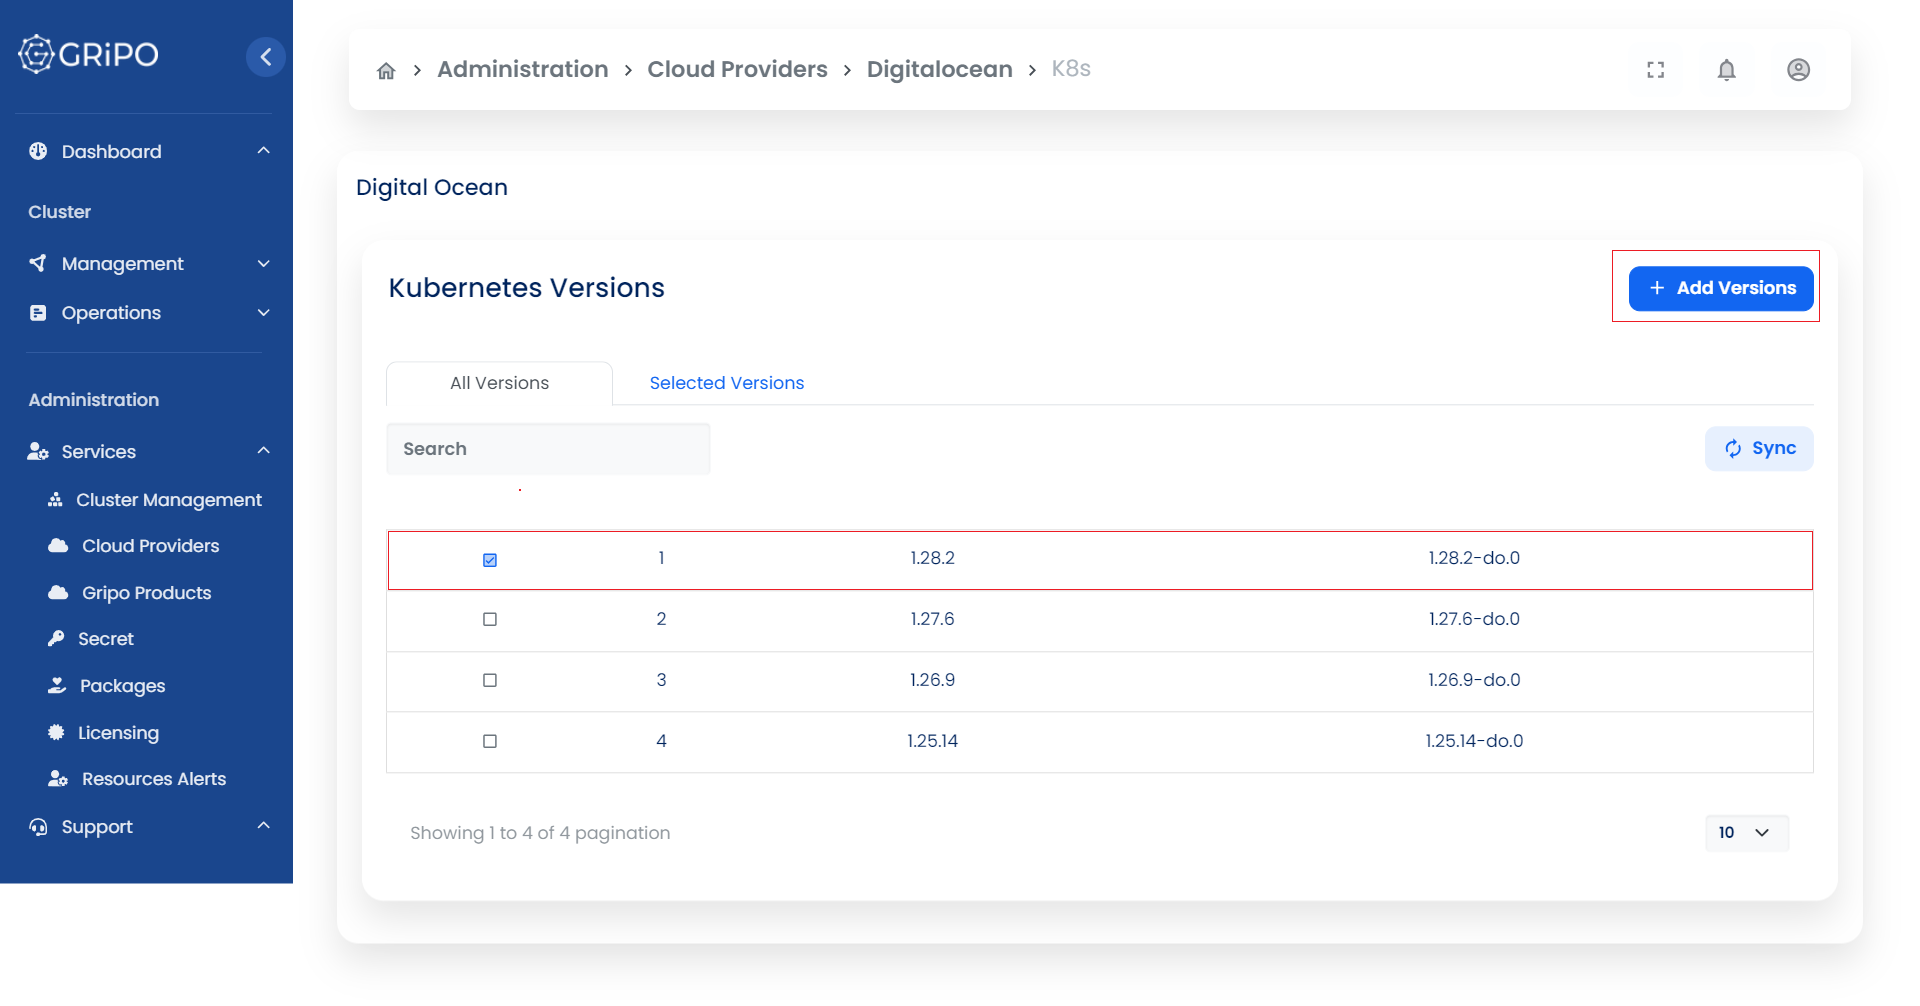 GRiPO
Administration > Cloud Providers > Digitalocean > K8s
Dashboard
Cluster
Management
Operations
Administration
Services
Cluster Management
Cloud Providers
Gripo Products
Secret
Packages
Licensing
Resources Alerts
Support
Digital Ocean
Kubernetes Versions
+ Add Versions
All Versions Selected Versions
Search
Sync
1 1.28.2 1.28.2-do.0
2 1.27.6 1.27.6-do.0
3 1.26.9 1.26.9-do.0
4 1.25.14 1.25.14-do.0
Showing 1 to 4 of 4 pagination
10